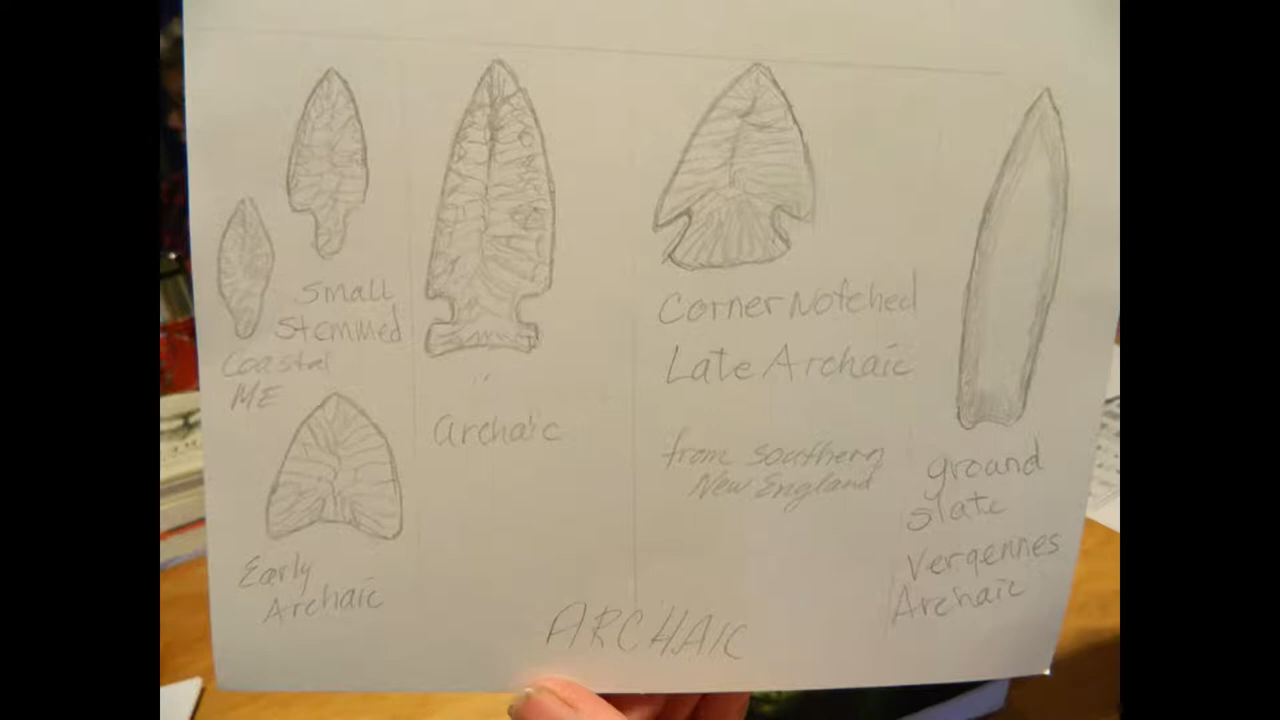 Small
Stemmed
Coastal
ME
Early
Archaic
"
archaic
Corner Notched
Late Archaic
from southern
New England
ground
slate
Vergennes
Archaic
ARCHAIC